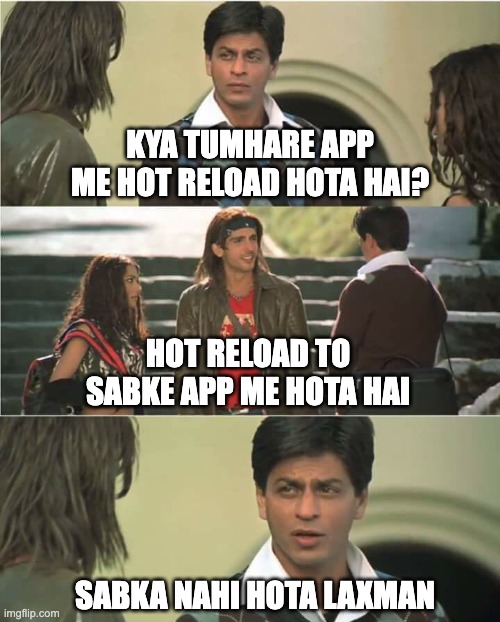 KYA TUMHARE APP
ME HOT RELOAD HOTA HAI?
HOT RELOAD TO
SABKE APP ME HOTA HAI
SABKA NAHI HOTA LAXMAN
imgflip.com